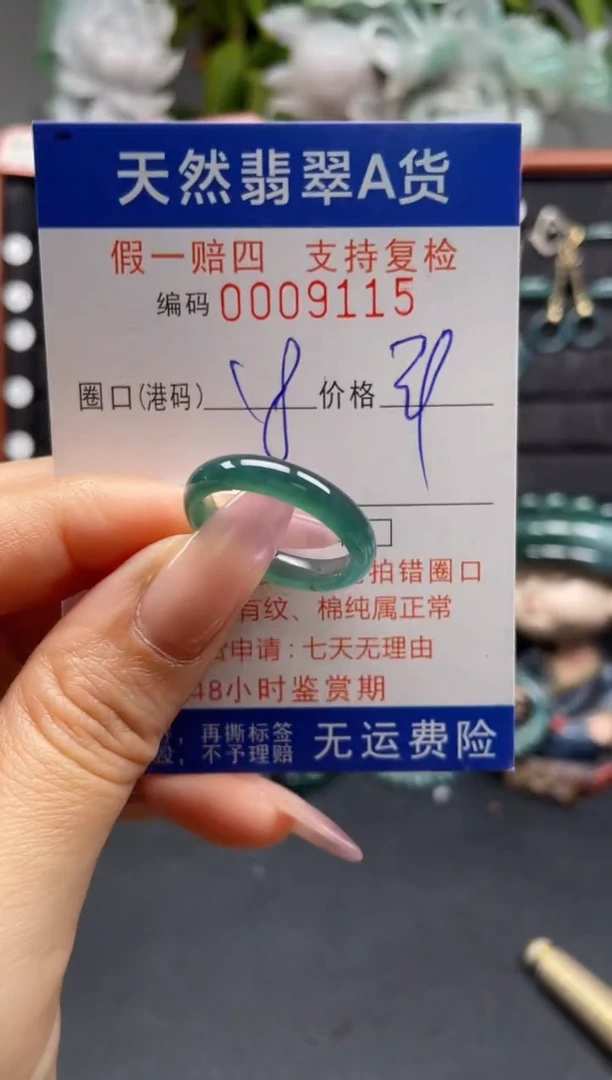 天然翡翠A货
假一赔四 支持复检
编码 0009115
圈口(港码) 价格
拍错圈口
有纹、棉纯属正常
申请:七天无理由
48小时鉴赏期
再撕标签
不予理赔
无运费险